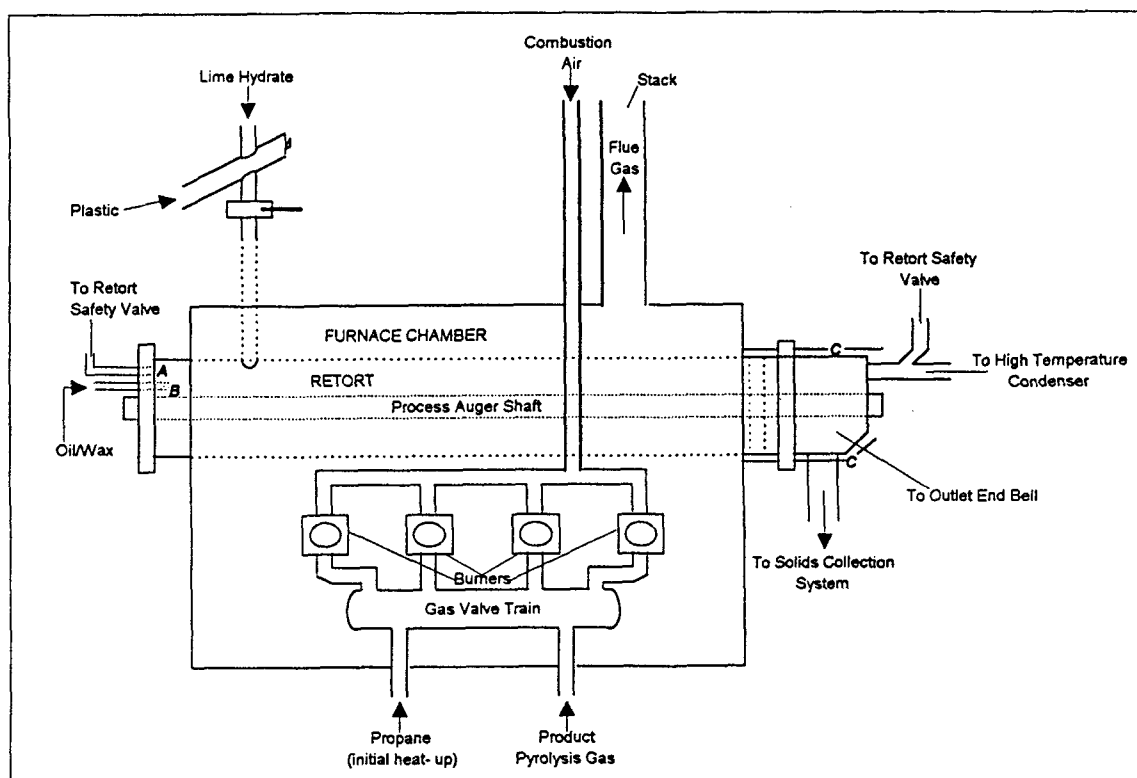 Combustion
Air
Lime Hydrate
Stack
Flue
Gas
Plastic
To Retort Safety
Valve
To Retort
Safety Valve
FURNACE CHAMBER
C
A
To High Temperature
Condenser
RETORT
B
Process Auger Shaft
Oil/Wax
C
To Outlet End Bell
To Solids Collection
System
Burners
Gas Valve Train
Propane
(initial heat- up)
Product
Pyrolysis Gas